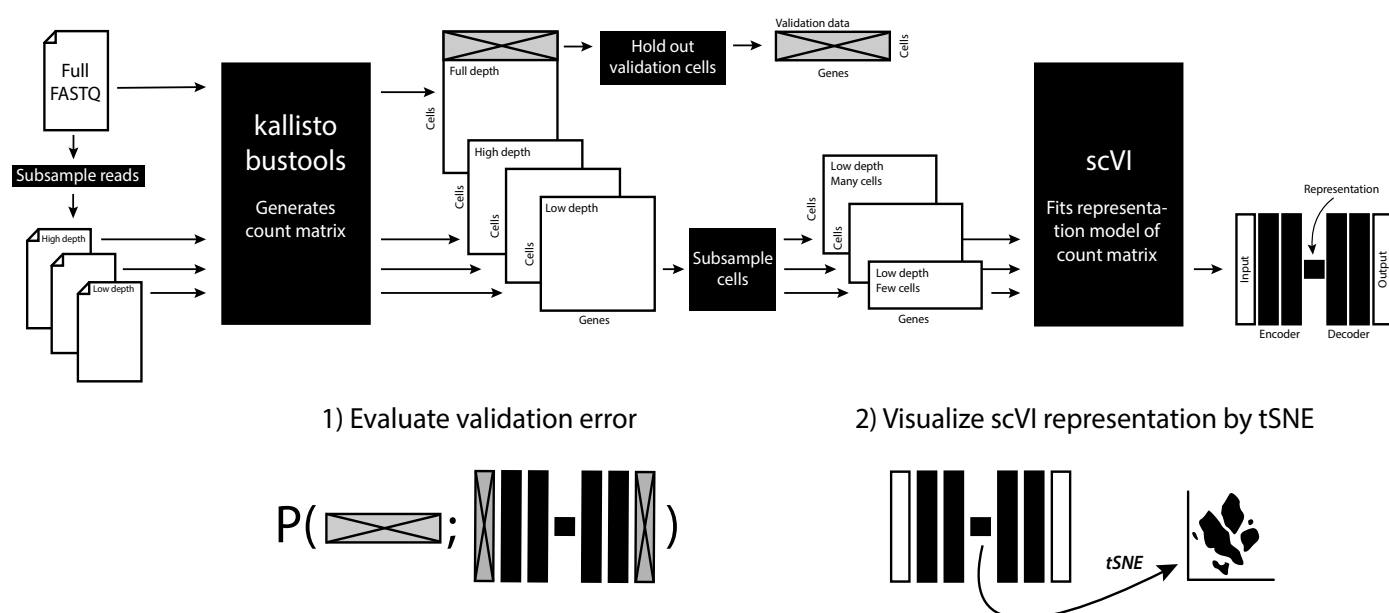 Full
FASTQ
Subsample reads
High depth
Low depth
kallisto
bustools
Generates
count matrix
Full depth
Cells
High depth
Cells
Cells
Low depth
Cells
Genes
Hold out
validation cells
Validation data
Cells
Genes
Subsample
cells
Low depth
Many cells
Cells
Cells
Low depth
Few cells
Genes
scVI
Fits representa-
tion model of
count matrix
Representation
Input
Output
Encoder
Decoder
1) Evaluate validation error
P( ; )
2) Visualize scVI representation by tSNE
tSNE